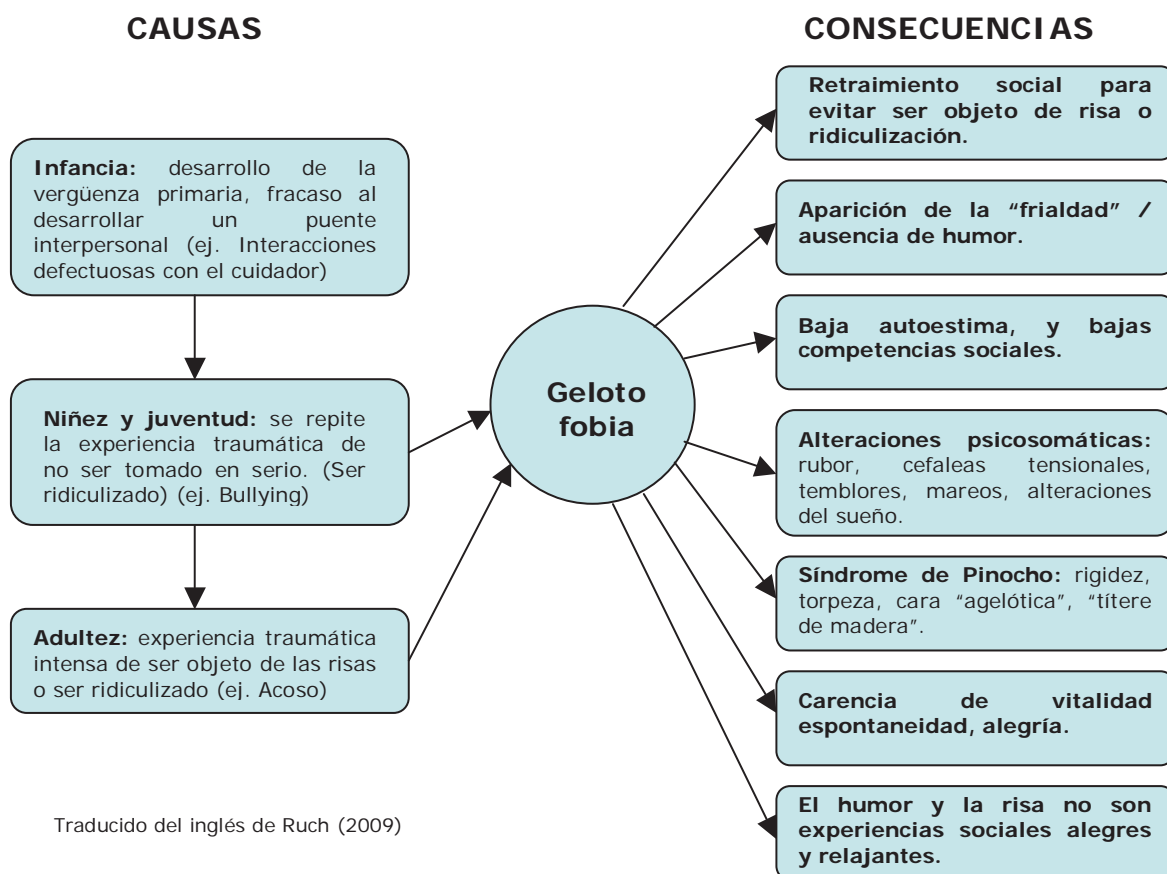 CAUSAS
Infancia: desarrollo de la
vergüenza primaria, fracaso al
desarrollar un puente
interpersonal (ej. Interacciones
defectuosas con el cuidador)
Niñez y juventud: se repite
la experiencia traumática de
no ser tomado en serio. (Ser
ridiculizado) (ej. Bullying)
Adultez: experiencia traumática
intensa de ser objeto de las risas
o ser ridiculizado (ej. Acoso)
Geloto
fobia
CONSECUENCIAS
Retraimiento social para
evitar ser objeto de risa o
ridiculización.
Aparición de la “frialdad” /
ausencia de humor.
Baja autoestima, y bajas
competencias sociales.
Alteraciones psicosomáticas:
rubor, cefaleas tensionales,
temblores, mareos, alteraciones
del sueño.
Síndrome de Pinocho: rigidez,
torpeza, cara “agelótica”, “títere
de madera”.
Carencia de vitalidad
espontaneidad, alegría.
El humor y la risa no son
experiencias sociales alegres
y relajantes.
Traducido del inglés de Ruch (2009)